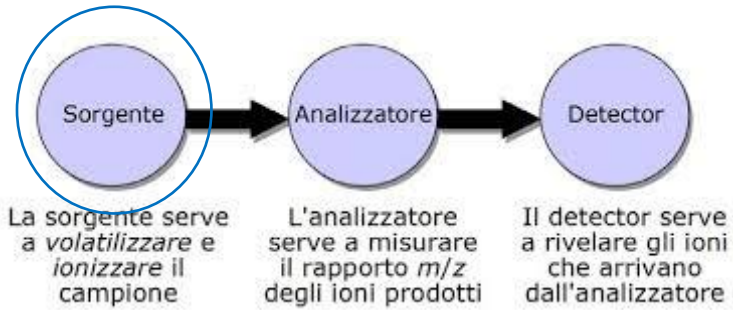 Sorgente
Analizzatore
Detector
La sorgente serve
a volatilizzare e
ionizzare il
campione
L'analizzatore
serve a misurare
il rapporto m/z
degli ioni prodotti
Il detector serve
a rivelare gli ioni
che arrivano
dall'analizzatore